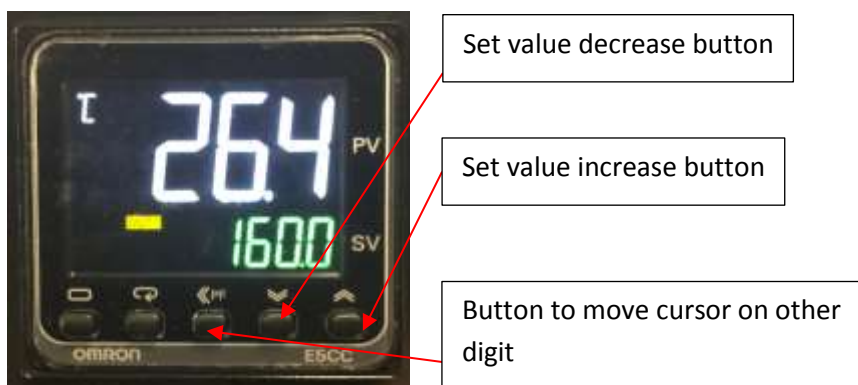 Set value decrease button
26.4
PV
Set value increase button
160.0
SV
PF
Button to move cursor on other
digit
OMRON
E5CC